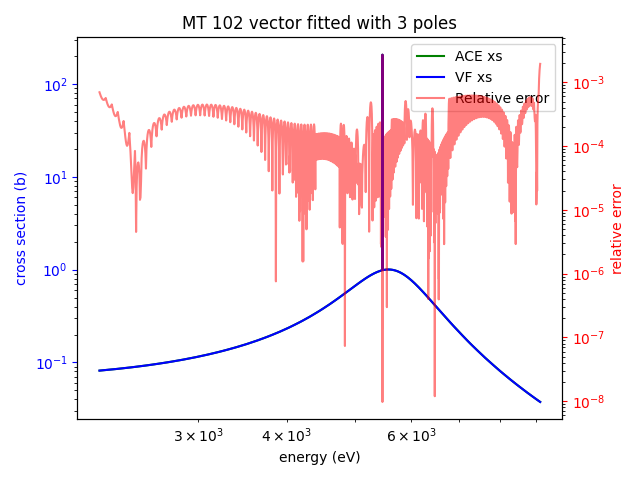 MT 102 vector fitted with 3 poles
ACE xs
VF xs
Relative error
10²
10¹
10⁰
10⁻¹
cross section (b)
10⁻³
10⁻⁴
10⁻⁵
10⁻⁶
10⁻⁷
10⁻⁸
relative error
3 × 10³
4 × 10³
6 × 10³
energy (eV)